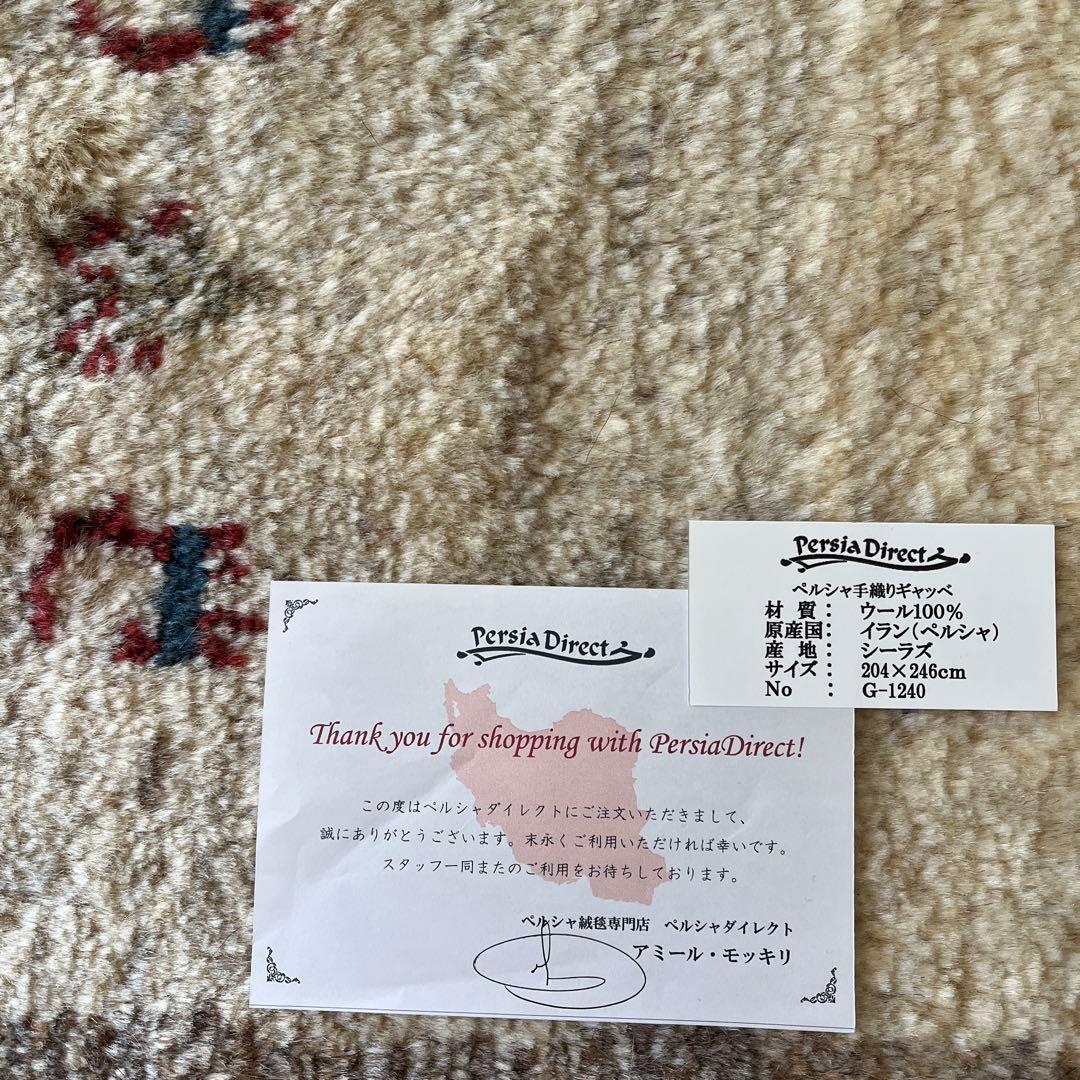 Persia Direct
ペルシャ手織りギャッベ
材 質 : ウール100%
原産国: イラン(ペルシャ)
産 地 : シーラズ
サイズ : 204×246cm
No : G-1240
Persia Direct
Thank you for shopping with PersiaDirect!
この度はペルシャダイレクトにご注文いただきまして、
誠にありがとうございます。末永くご利用いただければ幸いです。
スタッフ一同またのご利用をお待ちしております。
ペルシャ絨毯専門店 ペルシャダイレクト
アミール・モッキリ